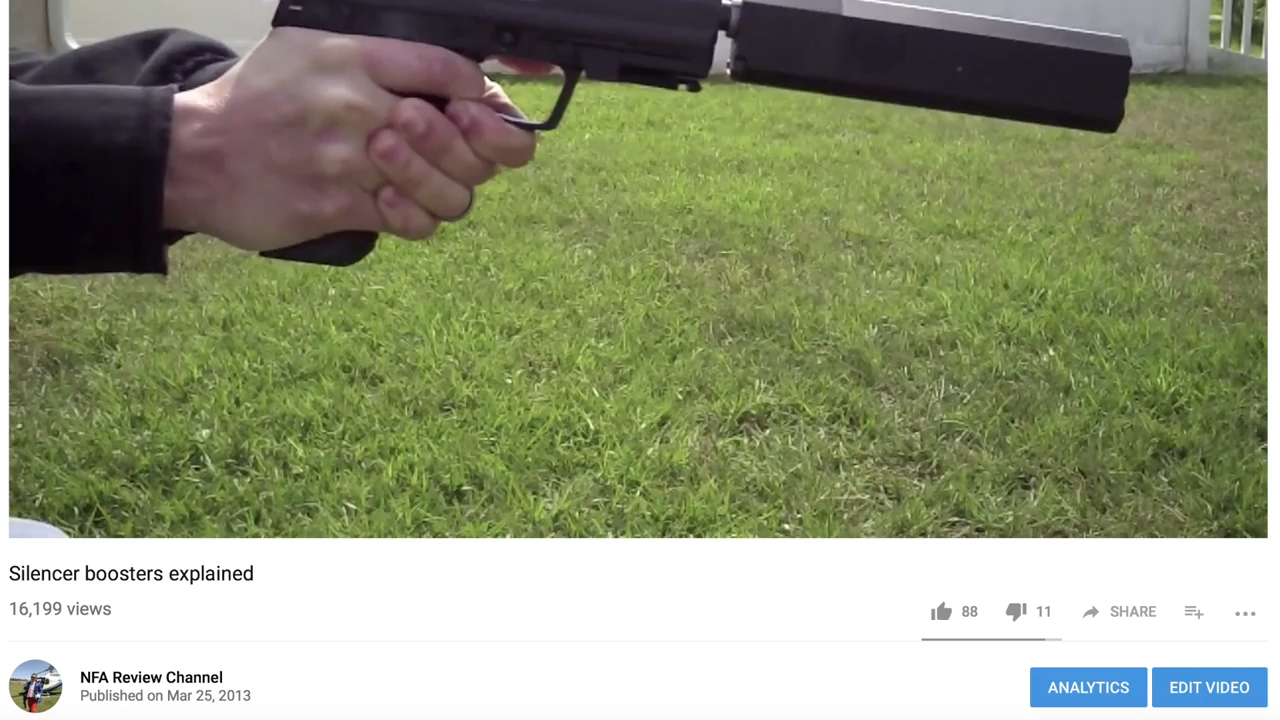 Silencer boosters explained
16,199 views
88 11 SHARE
NFA Review Channel
Published on Mar 25, 2013
ANALYTICS EDIT VIDEO